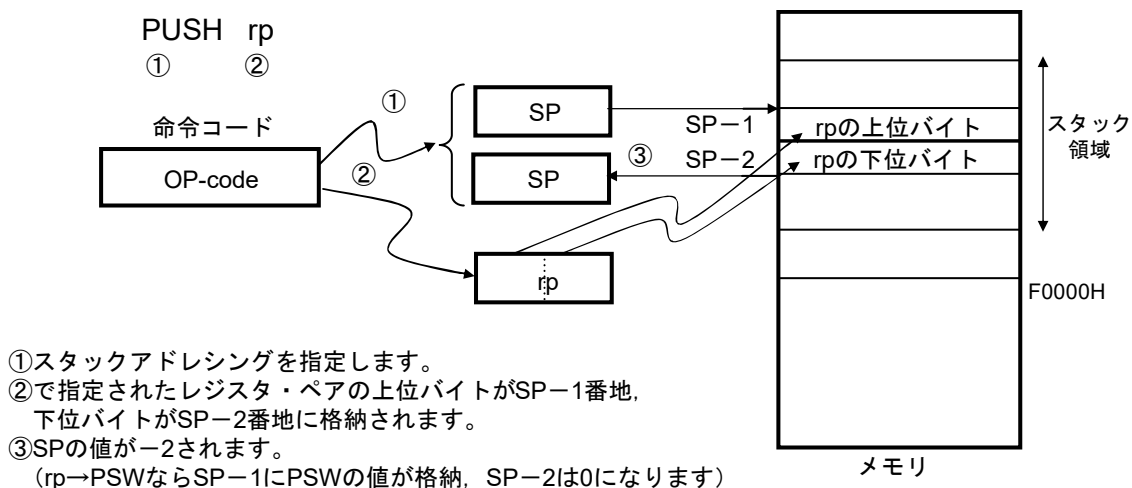 PUSH rp
① ②
命令コード
OP-code
①
②
SP
SP
③
rp
SP－1
SP－2
rpの上位バイト
rpの下位バイト
スタック
領域
F0000H
メモリ
①スタックアドレシングを指定します。
②で指定されたレジスタ・ペアの上位バイトがSP－1番地,
下位バイトがSP－2番地に格納されます。
③SPの値が－2されます。
(rp→PSWならSP－1にPSWの値が格納, SP－2は0になります)